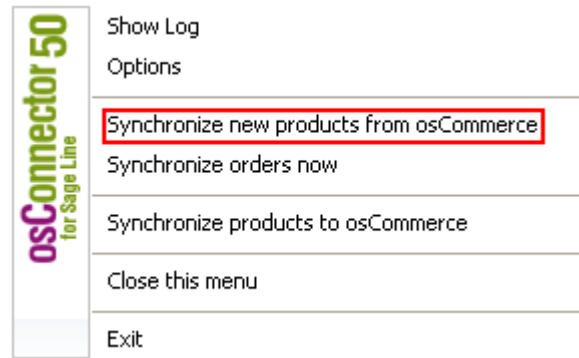 osConnector 50
for Sage Line
Show Log
Options
Synchronize new products from osCommerce
Synchronize orders now
Synchronize products to osCommerce
Close this menu
Exit